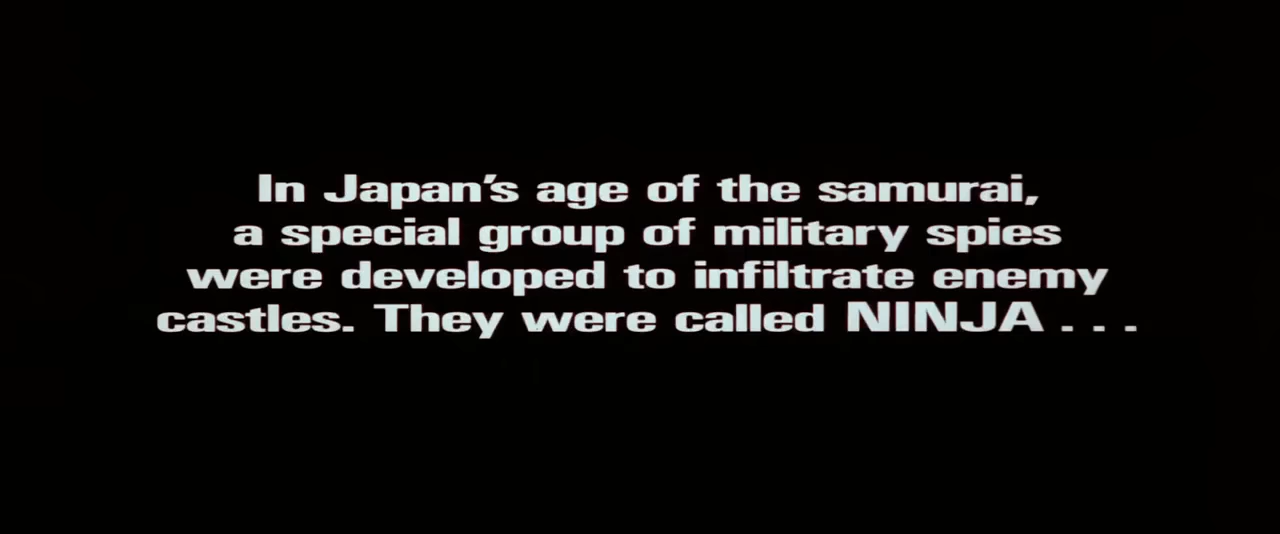 In Japan's age of the samurai,
a special group of military spies
were developed to infiltrate enemy
castles. They were called NINJA . . .